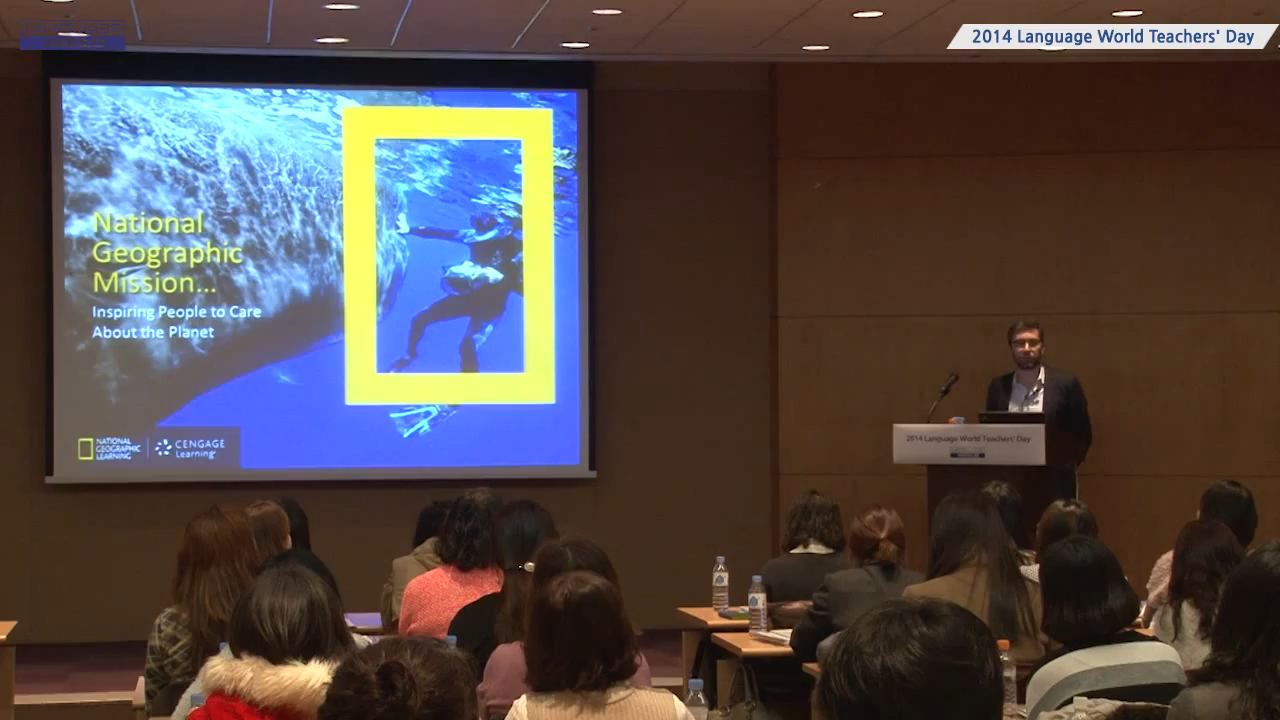 2014 Language World Teachers' Day
National
Geographic
Mission...
Inspiring People to Care
About the Planet
NATIONAL
GEOGRAPHIC
LEARNING
CENGAGE
Learning
2014 Language World Teachers' Day